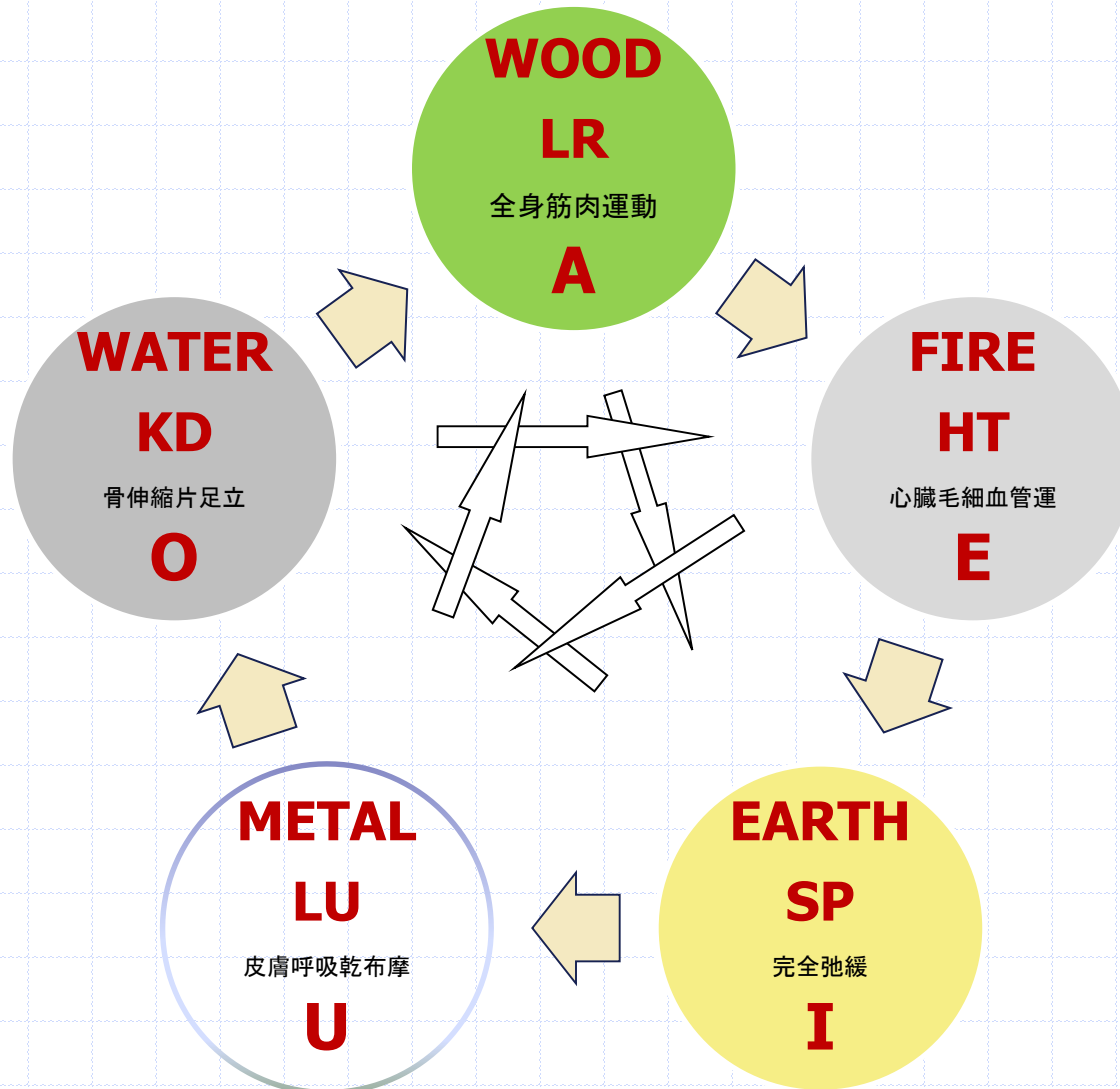 WOOD
LR
全身筋肉運動
A
WATER
KD
骨伸縮片足立
O
FIRE
HT
心臓毛細血管運
E
METAL
LU
皮膚呼吸乾布摩
U
EARTH
SP
完全弛緩
I